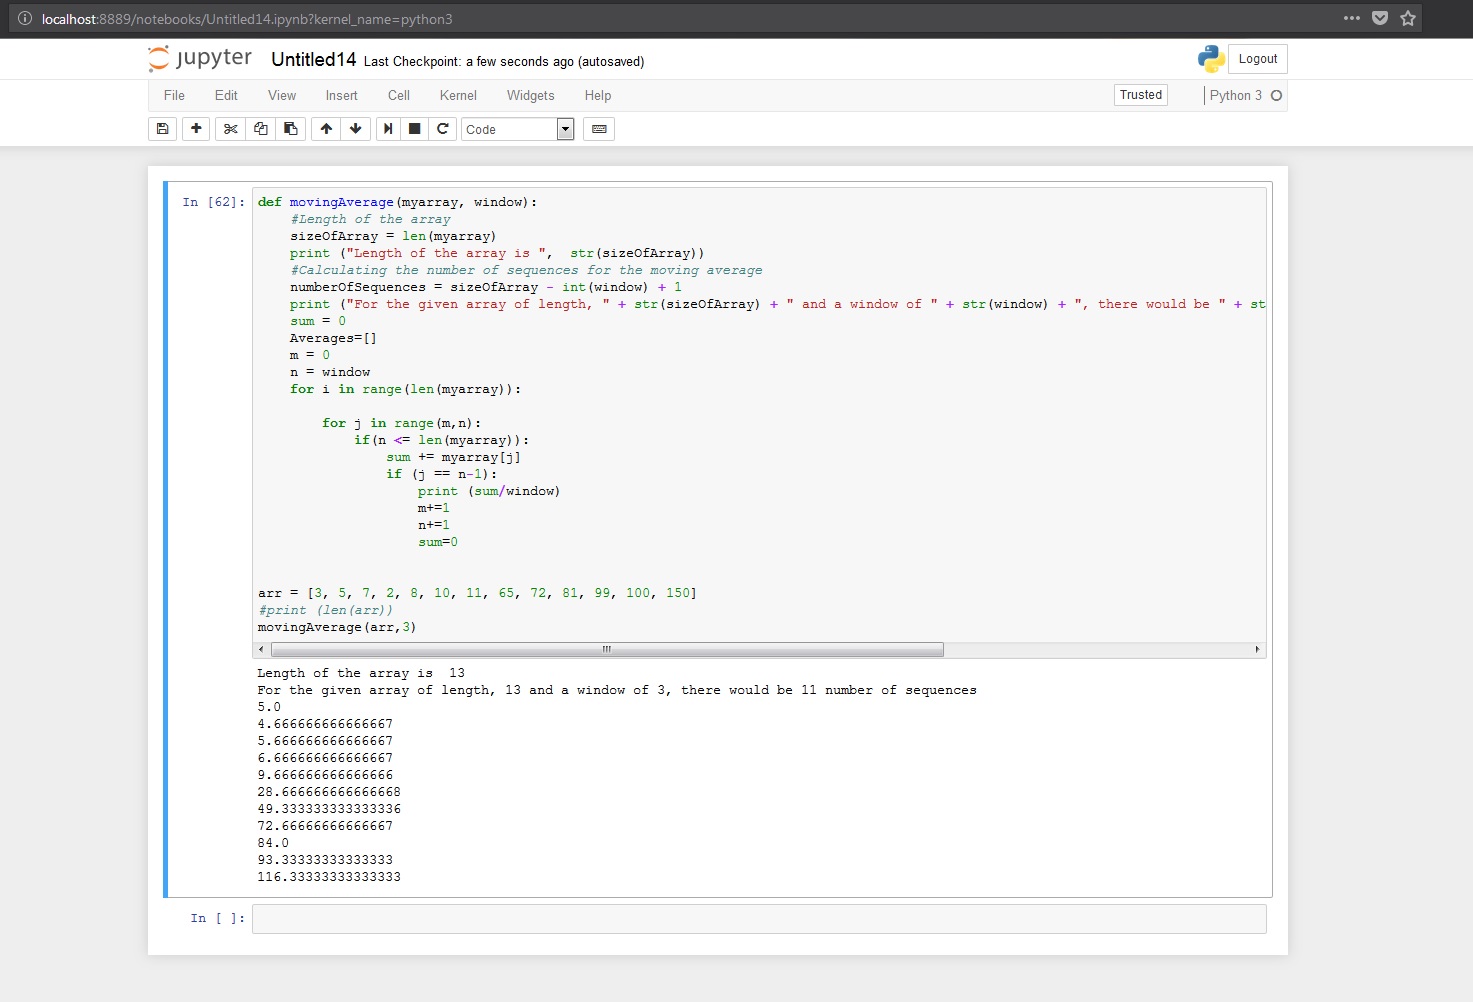 localhost:8889/notebooks/Untitled14.ipynb?kernel_name=python3
jupyter Untitled14 Last Checkpoint: a few seconds ago (autosaved)
Logout
File Edit View Insert Cell Kernel Widgets Help
Trusted
Python 3
Code
In [62]:
def movingAverage(myarray, window):
    #Length of the array
    sizeOfArray = len(myarray)
    print ("Length of the array is ",  str(sizeOfArray))
    #Calculating the number of sequences for the moving average
    numberOfSequences = sizeOfArray - int(window) + 1
    print ("For the given array of length, " + str(sizeOfArray) + " and a window of " + str(window) + ", there would be " + st
    sum = 0
    Averages=[]
    m = 0
    n = window
    for i in range(len(myarray)):
        for j in range(m,n):
            if(n <= len(myarray)):
                sum += myarray[j]
                if (j == n-1):
                    print (sum/window)
                    m+=1
                    n+=1
                    sum=0
arr = [3, 5, 7, 2, 8, 10, 11, 65, 72, 81, 99, 100, 150]
#print (len(arr))
movingAverage(arr,3)
Length of the array is  13
For the given array of length, 13 and a window of 3, there would be 11 number of sequences
5.0
4.666666666666667
5.666666666666667
6.666666666666667
9.666666666666666
28.666666666666668
49.333333333333336
72.66666666666667
84.0
93.33333333333333
116.33333333333333
In [ ]: